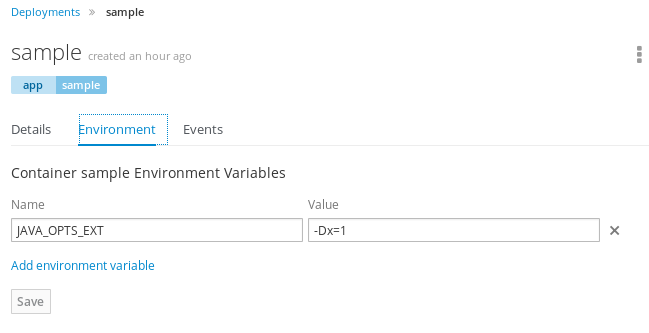 Deployments » sample
sample created an hour ago
app sample
Details Environment Events
Container sample Environment Variables
Name Value
JAVA_OPTS_EXT -Dx=1 ×
Add environment variable
Save